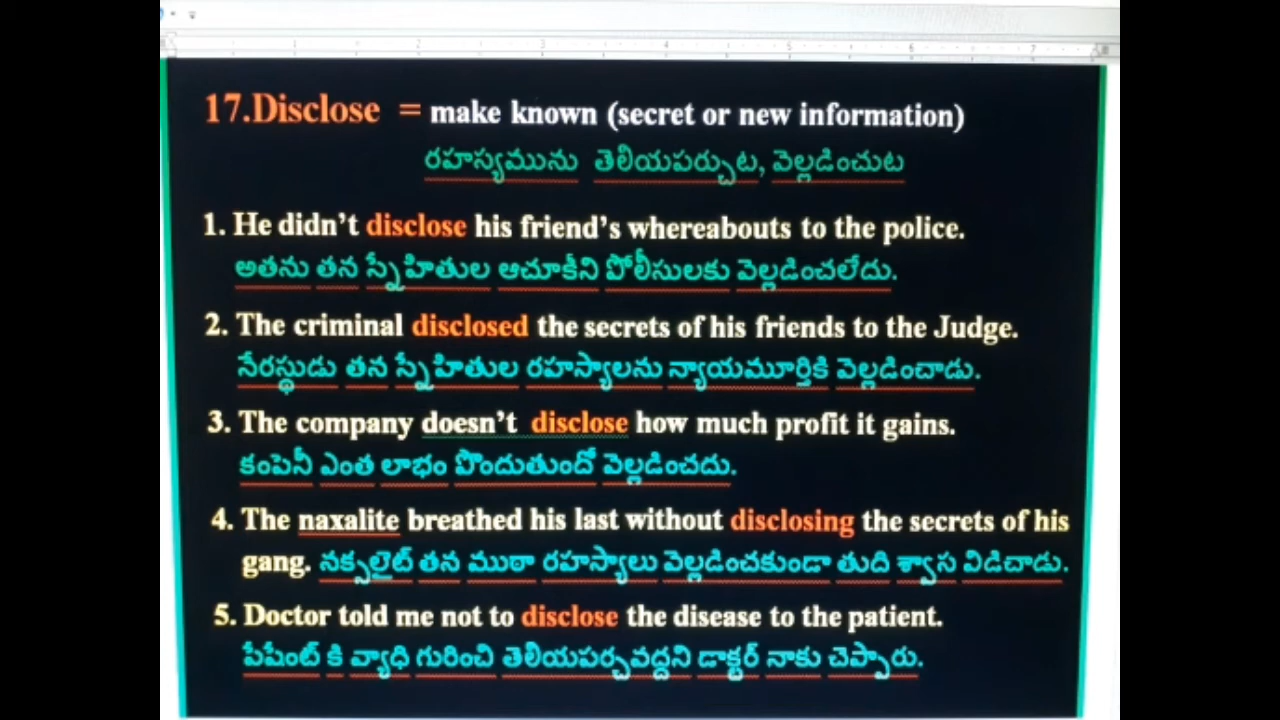 17.Disclose = make known (secret or new information)
రహస్యమును తెలియపర్చుట, వెల్లడించుట
1. He didn't disclose his friend's whereabouts to the police.
అతను తన స్నేహితుల ఆచూకీని పోలీసులకు వెల్లడించలేదు.
2. The criminal disclosed the secrets of his friends to the Judge.
నేరస్థుడు తన స్నేహితుల రహస్యాలను న్యాయమూర్తికి వెల్లడించాడు.
3. The company doesn't disclose how much profit it gains.
కంపెనీ ఎంత లాభం పొందుతుందో వెల్లడించదు.
4. The naxalite breathed his last without disclosing the secrets of his
gang. నక్సలైట్ తన ముఠా రహస్యాలు వెల్లడించకుండా తుది శ్వాస విడిచాడు.
5. Doctor told me not to disclose the disease to the patient.
పేషేంట్ కి వ్యాధి గురించి తెలియపర్చవద్దని డాక్టర్ నాకు చెప్పారు.